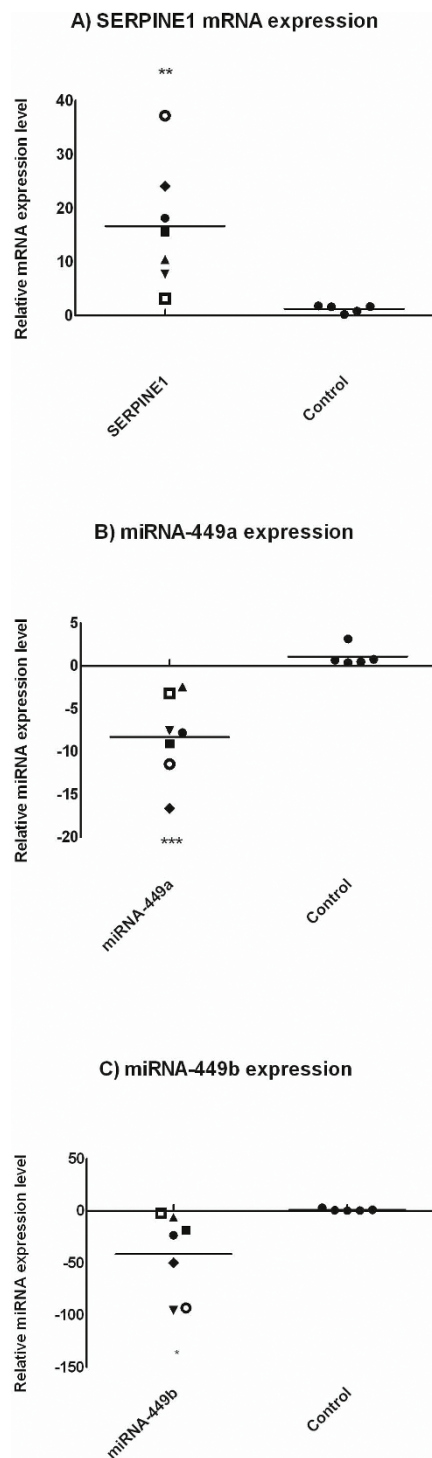 A) SERPINE1 mRNA expression
**
Relative mRNA expression level
40
30
20
10
0
SERPINE1
Control
B) miRNA-449a expression
Relative miRNA expression level
5
0
-5
-10
-15
-20
***
miRNA-449a
Control
C) miRNA-449b expression
Relative miRNA expression level
50
0
-50
-100
-150
*
miRNA-449b
Control